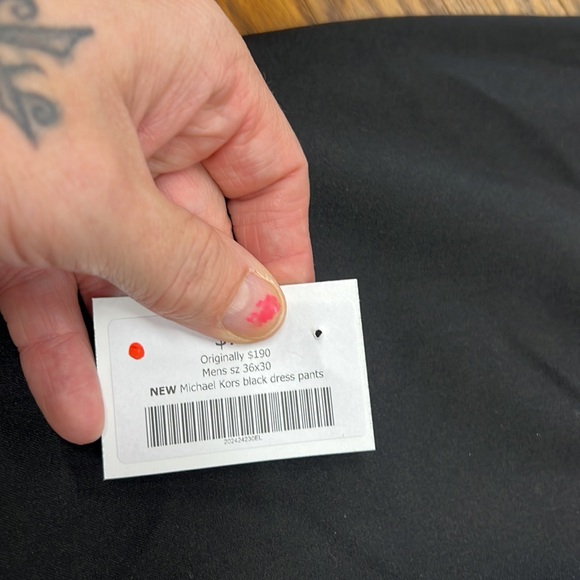 Originally $190
Mens sz 36x30
NEW Michael Kors black dress pants
202424230EL